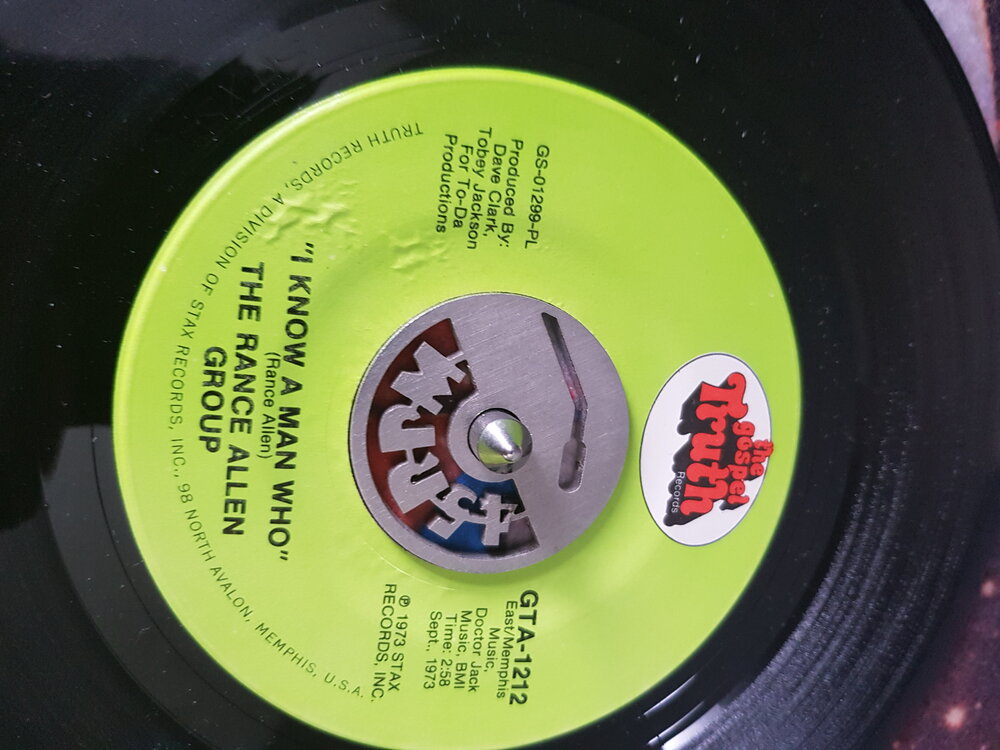 the
gospel
Truth
Records
GS-01299-PL
Produced By:
Dave Clark,
Tobey Jackson
For To-Da
Productions
GTA-1212
East/Memphis
Music,
Doctor Jack
Music, BMI
Time: 2:58
Sept., 1973
℗ 1973 STAX
RECORDS, INC.
"I KNOW A MAN WHO"
(Rance Allen)
THE RANCE ALLEN
GROUP
TRUTH RECORDS, A DIVISION OF STAX RECORDS, INC., 98 NORTH AVALON, MEMPHIS, U.S.A.